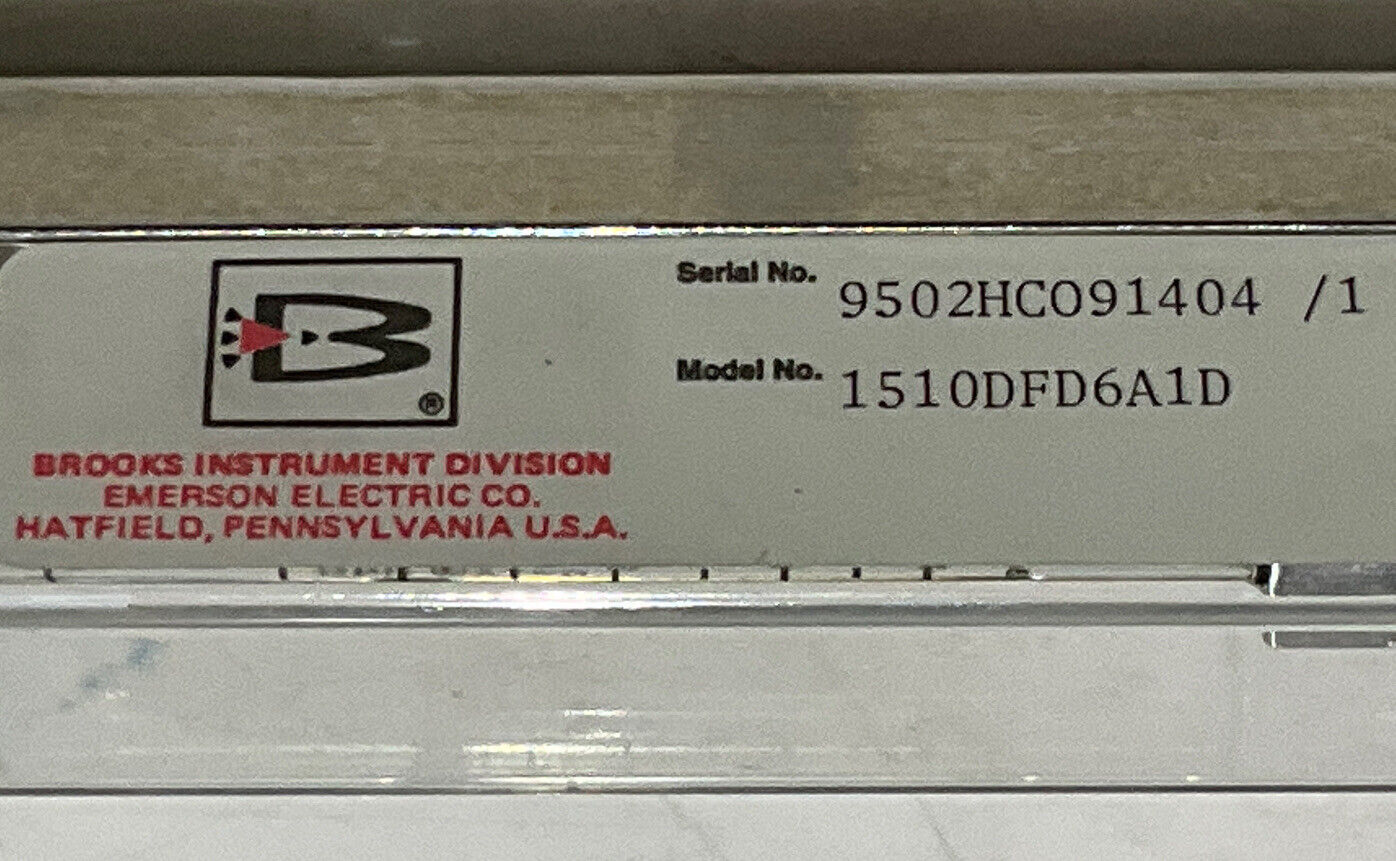 B
®
BROOKS INSTRUMENT DIVISION
EMERSON ELECTRIC CO.
HATFIELD, PENNSYLVANIA U.S.A.
Serial No. 9502HC091404 /1
Model No. 1510DFD6A1D